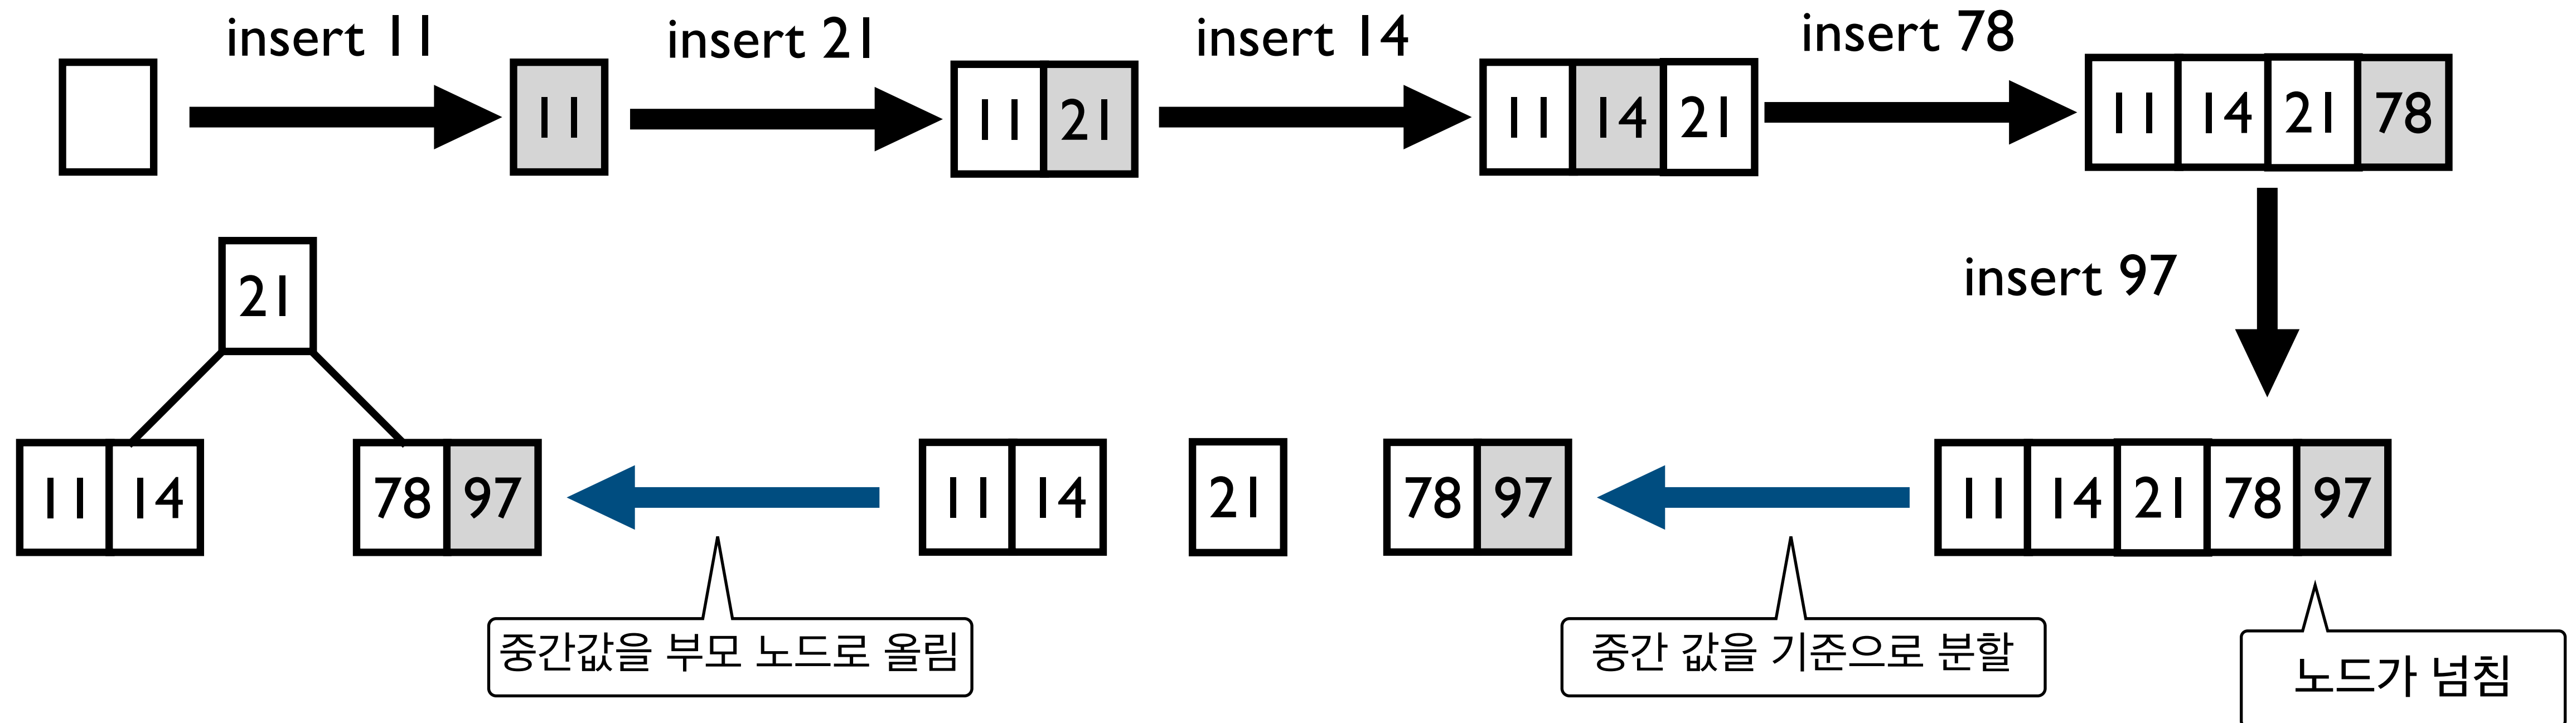 insert 11
insert 21
insert 14
insert 78
11
11 21
11 14 21
11 14 21 78
insert 97
21
11 14
78 97
11 14
21
78 97
11 14 21 78 97
중간값을 부모 노드로 올림
중간 값을 기준으로 분할
노드가 넘침